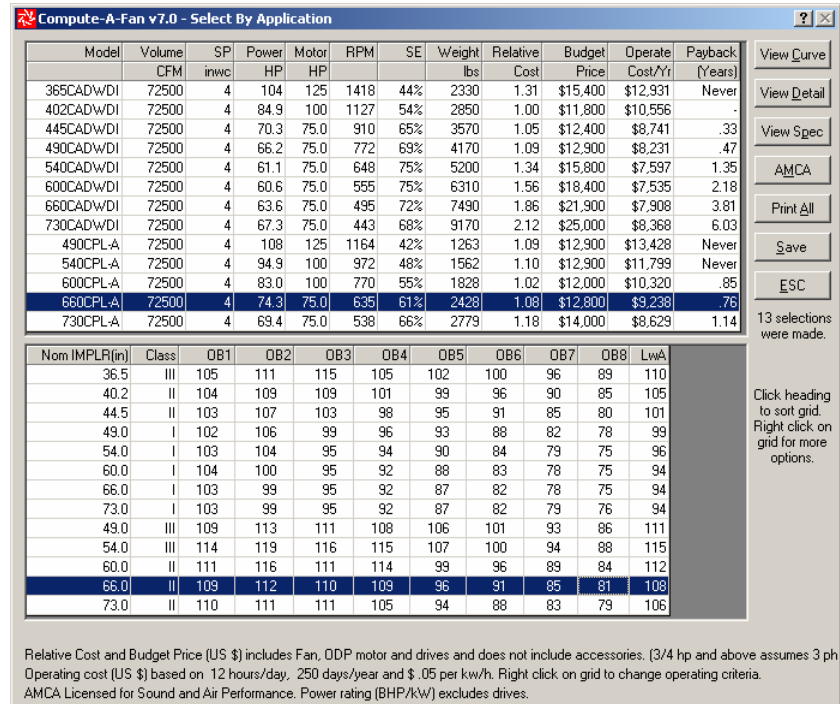 Compute-A-Fan v7.0 - Select By Application
Model Volume SP Power Motor RPM SE Weight Relative Budget Operate Payback
CFM inwc HP HP lbs Cost Price Cost/Yr (Years)
365CADWDI 72500 4 104 125 1418 44% 2330 1.31 $15,400 $12,931 Never
402CADWDI 72500 4 84.9 100 1127 54% 2850 1.00 $11,800 $10,556 -
445CADWDI 72500 4 70.3 75.0 910 65% 3570 1.05 $12,400 $8,741 .33
490CADWDI 72500 4 66.2 75.0 772 69% 4170 1.09 $12,900 $8,231 .47
540CADWDI 72500 4 61.1 75.0 648 75% 5200 1.34 $15,800 $7,597 1.35
600CADWDI 72500 4 60.6 75.0 555 75% 6310 1.56 $18,400 $7,535 2.18
660CADWDI 72500 4 63.6 75.0 495 72% 7490 1.86 $21,900 $7,908 3.81
730CADWDI 72500 4 67.3 75.0 443 68% 9170 2.12 $25,000 $8,368 6.03
490CPL-A 72500 4 108 125 1164 42% 1263 1.09 $12,900 $13,428 Never
540CPL-A 72500 4 94.9 100 972 48% 1562 1.10 $12,900 $11,799 Never
600CPL-A 72500 4 83.0 100 770 55% 1828 1.02 $12,000 $10,320 .85
660CPL-A 72500 4 74.3 75.0 635 61% 2428 1.08 $12,800 $9,238 .76
730CPL-A 72500 4 69.4 75.0 538 66% 2779 1.18 $14,000 $8,629 1.14
View Curve
View Detail
View Spec
AMCA
Print All
Save
ESC
13 selections
were made.
Click heading
to sort grid.
Right click on
grid for more
options.
Nom IMPLR(in) Class OB1 OB2 OB3 OB4 OB5 OB6 OB7 OB8 LwA
36.5 III 105 111 115 105 102 100 96 89 110
40.2 II 104 109 109 101 99 96 90 85 105
44.5 II 103 107 103 98 95 91 85 80 101
49.0 I 102 106 99 96 93 88 82 78 99
54.0 I 103 104 95 94 90 84 79 75 96
60.0 I 104 100 95 92 88 83 78 75 94
66.0 I 103 99 95 92 87 82 78 75 94
73.0 I 103 99 95 92 87 82 79 76 94
49.0 III 109 113 111 108 106 101 93 86 111
54.0 III 114 119 116 115 107 100 94 88 115
60.0 II 111 116 111 114 99 96 89 84 112
66.0 II 109 112 110 109 96 91 85 81 108
73.0 II 110 111 111 105 94 88 83 79 106
Relative Cost and Budget Price (US $) includes Fan, ODP motor and drives and does not include accessories. (3/4 hp and above assumes 3 ph
Operating cost (US $) based on 12 hours/day, 250 days/year and $ .05 per kw/h. Right click on grid to change operating criteria.
AMCA Licensed for Sound and Air Performance. Power rating (BHP/kW) excludes drives.